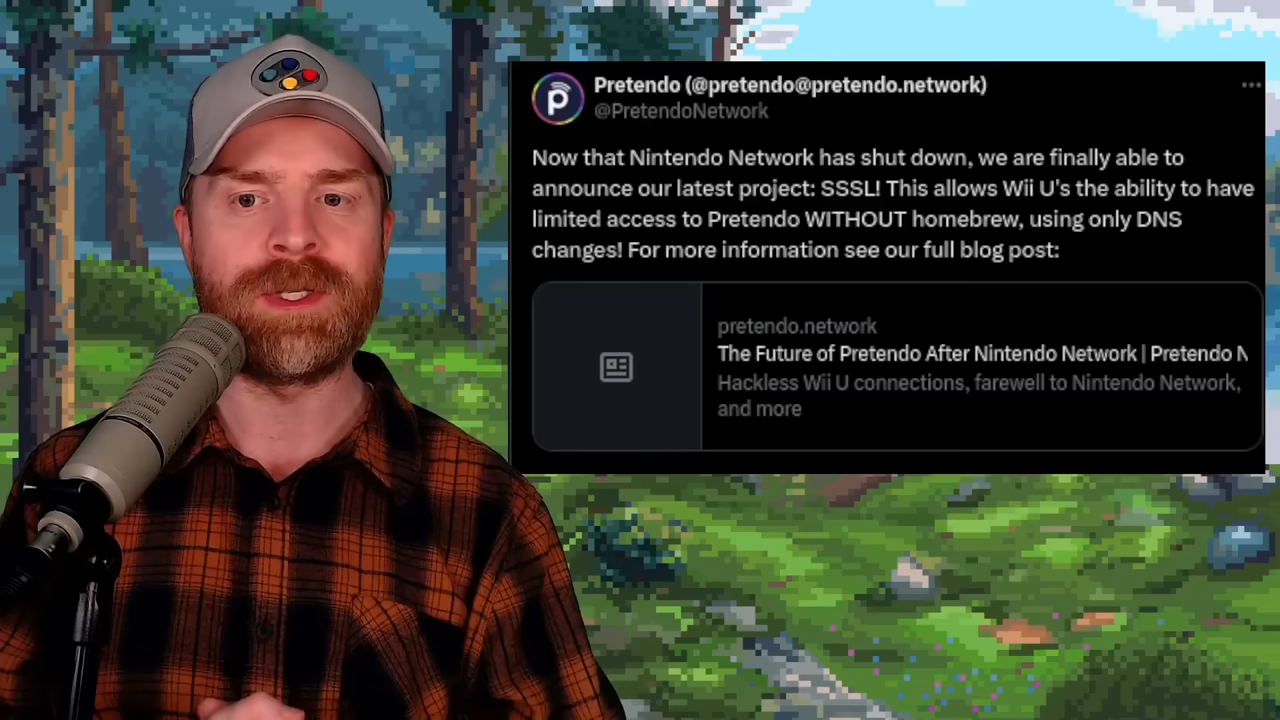 Pretendo (@pretendo@pretendo.network)
@PretendoNetwork
Now that Nintendo Network has shut down, we are finally able to
announce our latest project: SSSL! This allows Wii U's the ability to have
limited access to Pretendo WITHOUT homebrew, using only DNS
changes! For more information see our full blog post:
pretendo.network
The Future of Pretendo After Nintendo Network | Pretendo N
Hackless Wii U connections, farewell to Nintendo Network,
and more